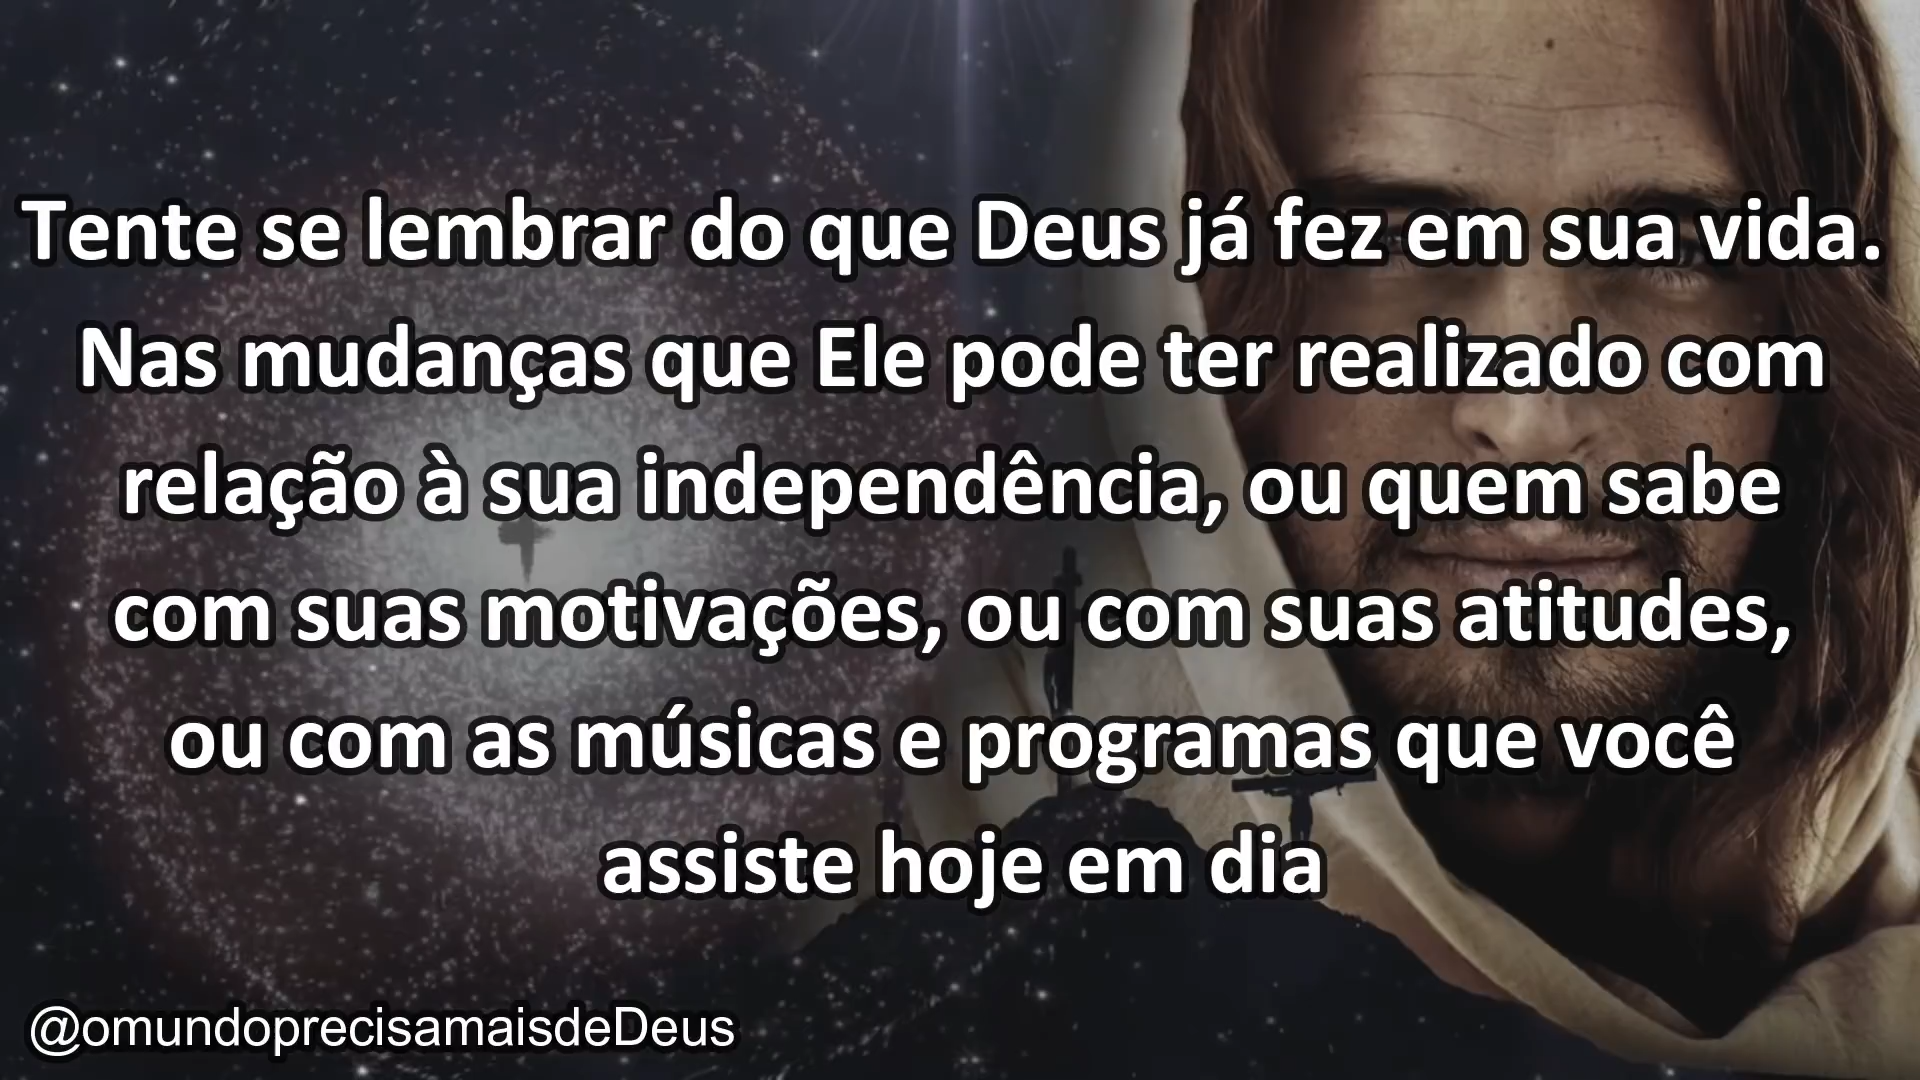 Tente se lembrar do que Deus já fez em sua vida.
Nas mudanças que Ele pode ter realizado com
relação à sua independência, ou quem sabe
com suas motivações, ou com suas atitudes,
ou com as músicas e programas que você
assiste hoje em dia
@omundoprecisamaisdeDeus